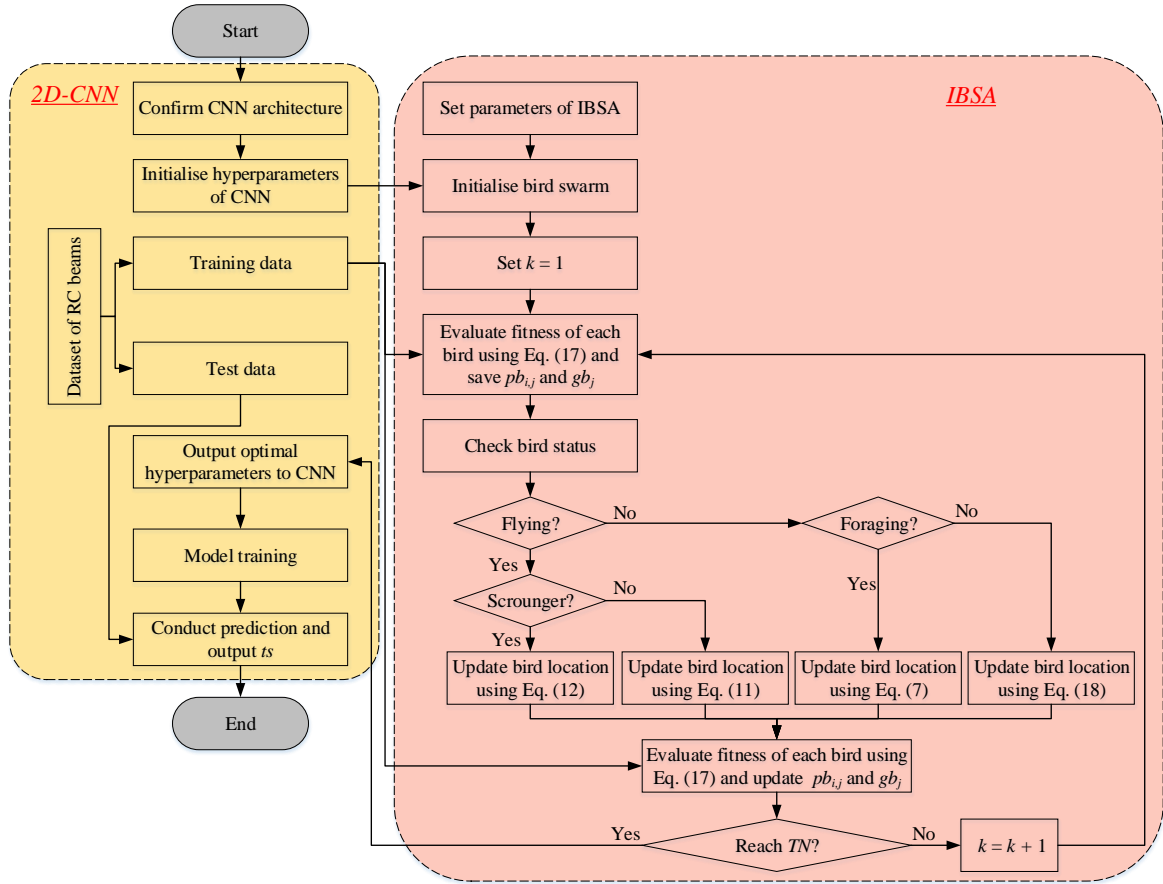 Start
2D-CNN
Confirm CNN architecture
Initialise hyperparameters
of CNN
Dataset of RC beams
Training data
Test data
Output optimal
hyperparameters to CNN
Model training
Conduct prediction and
output ts
End
IBSA
Set parameters of IBSA
Initialise bird swarm
Set k = 1
Evaluate fitness of each
bird using Eq. (17) and
save pb_{i,j} and gb_j
Check bird status
Flying?
No
Foraging?
No
Yes
Yes
Scrounger?
No
Yes
Update bird location
using Eq. (12)
Update bird location
using Eq. (11)
Update bird location
using Eq. (7)
Update bird location
using Eq. (18)
Evaluate fitness of each bird using
Eq. (17) and update pb_{i,j} and gb_j
Yes
Reach TN?
No
k = k + 1